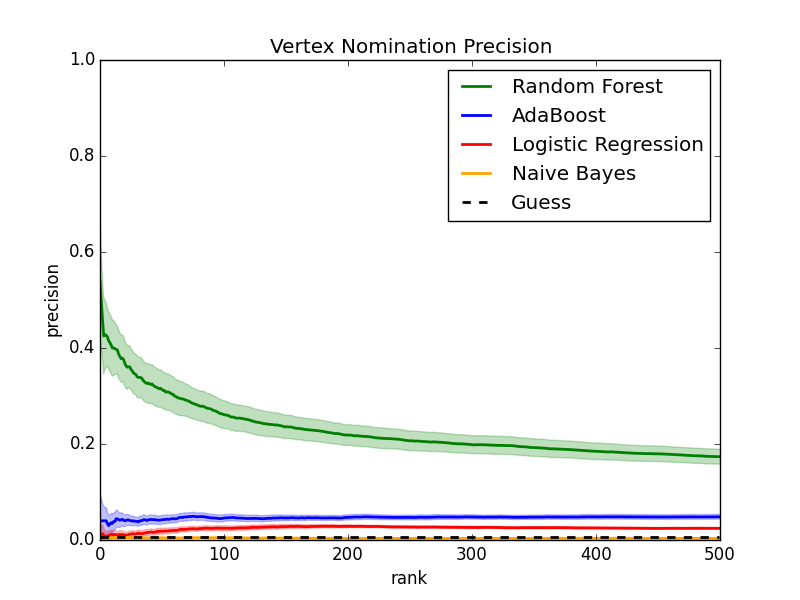 Vertex Nomination Precision
1.0
0.8
0.6
0.4
0.2
0.0
precision
Random Forest
AdaBoost
Logistic Regression
Naive Bayes
Guess
0
100
200
300
400
500
rank